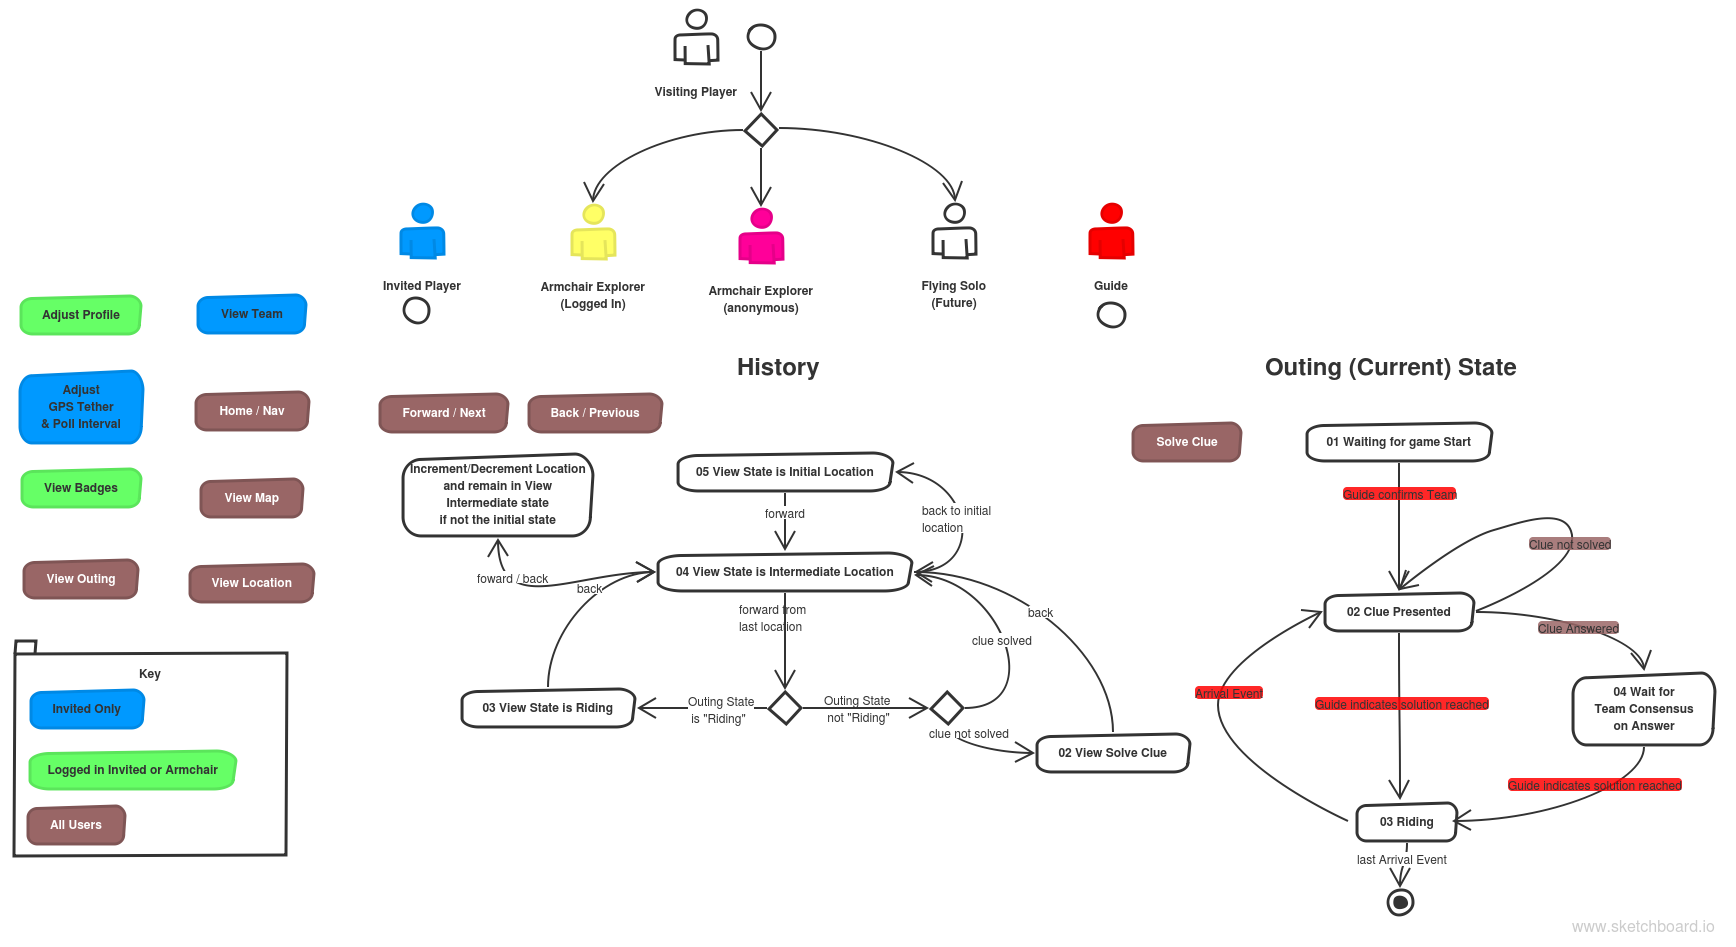 Visiting Player
Invited Player
Armchair Explorer
(Logged In)
Armchair Explorer
(anonymous)
Flying Solo
(Future)
Guide
Adjust Profile
View Team
Adjust
GPS Tether
& Poll Interval
Home / Nav
View Badges
View Map
View Outing
View Location
Key
Invited Only
Logged in Invited or Armchair
All Users
History
Forward / Next
Back / Previous
Increment/Decrement Location
and remain in View
Intermediate state
if not the initial state
05 View State is Initial Location
forward
back to initial
location
foward / back
back
04 View State is Intermediate Location
forward from
last location
clue solved
back
03 View State is Riding
Outing State
is "Riding"
Outing State
not "Riding"
clue not solved
02 View Solve Clue
Outing (Current) State
Solve Clue
01 Waiting for game Start
Guide confirms Team
Clue not solved
02 Clue Presented
Clue Answered
Arrival Event
Guide indicates solution reached
04 Wait for
Team Consensus
on Answer
Guide indicates solution reached
03 Riding
last Arrival Event
www.sketchboard.io